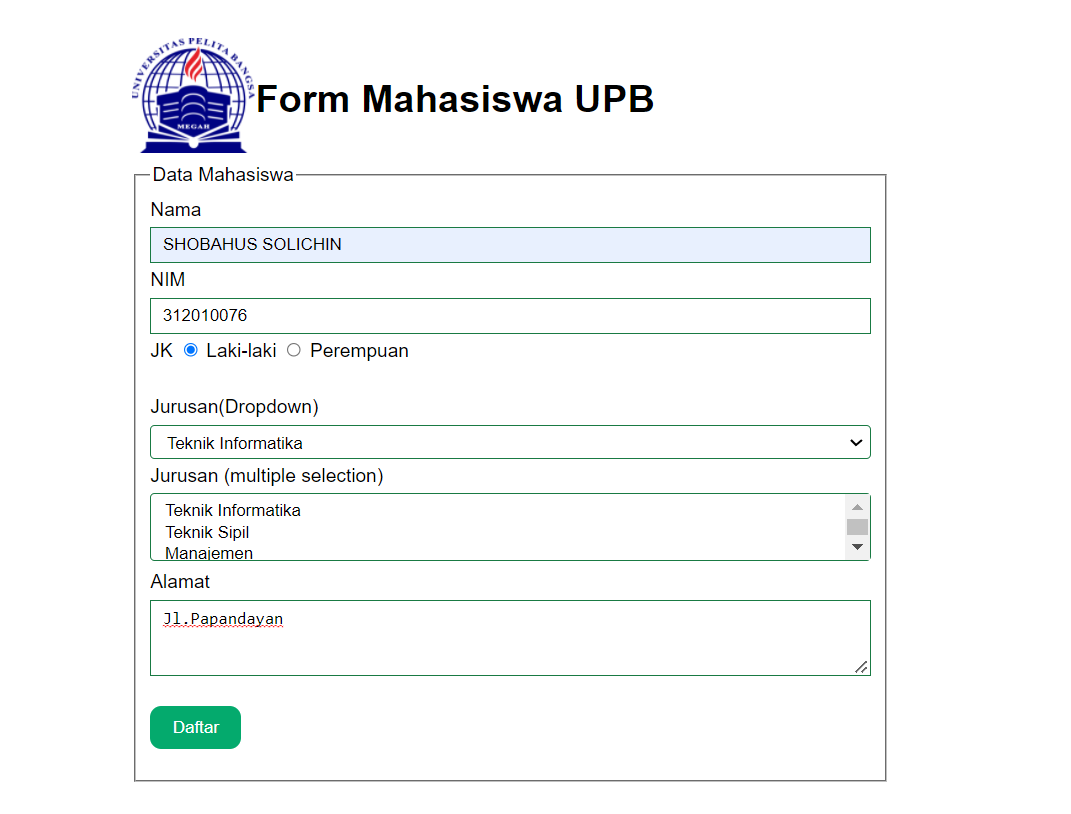 UNIVERSITAS PELITA BANGSA
MEGAH
Form Mahasiswa UPB
Data Mahasiswa
Nama
SHOBAHUS SOLICHIN
NIM
312010076
JK Laki-laki Perempuan
Jurusan(Dropdown)
Teknik Informatika
Jurusan (multiple selection)
Teknik Informatika
Teknik Sipil
Manajemen
Alamat
Jl.Papandayan
Daftar